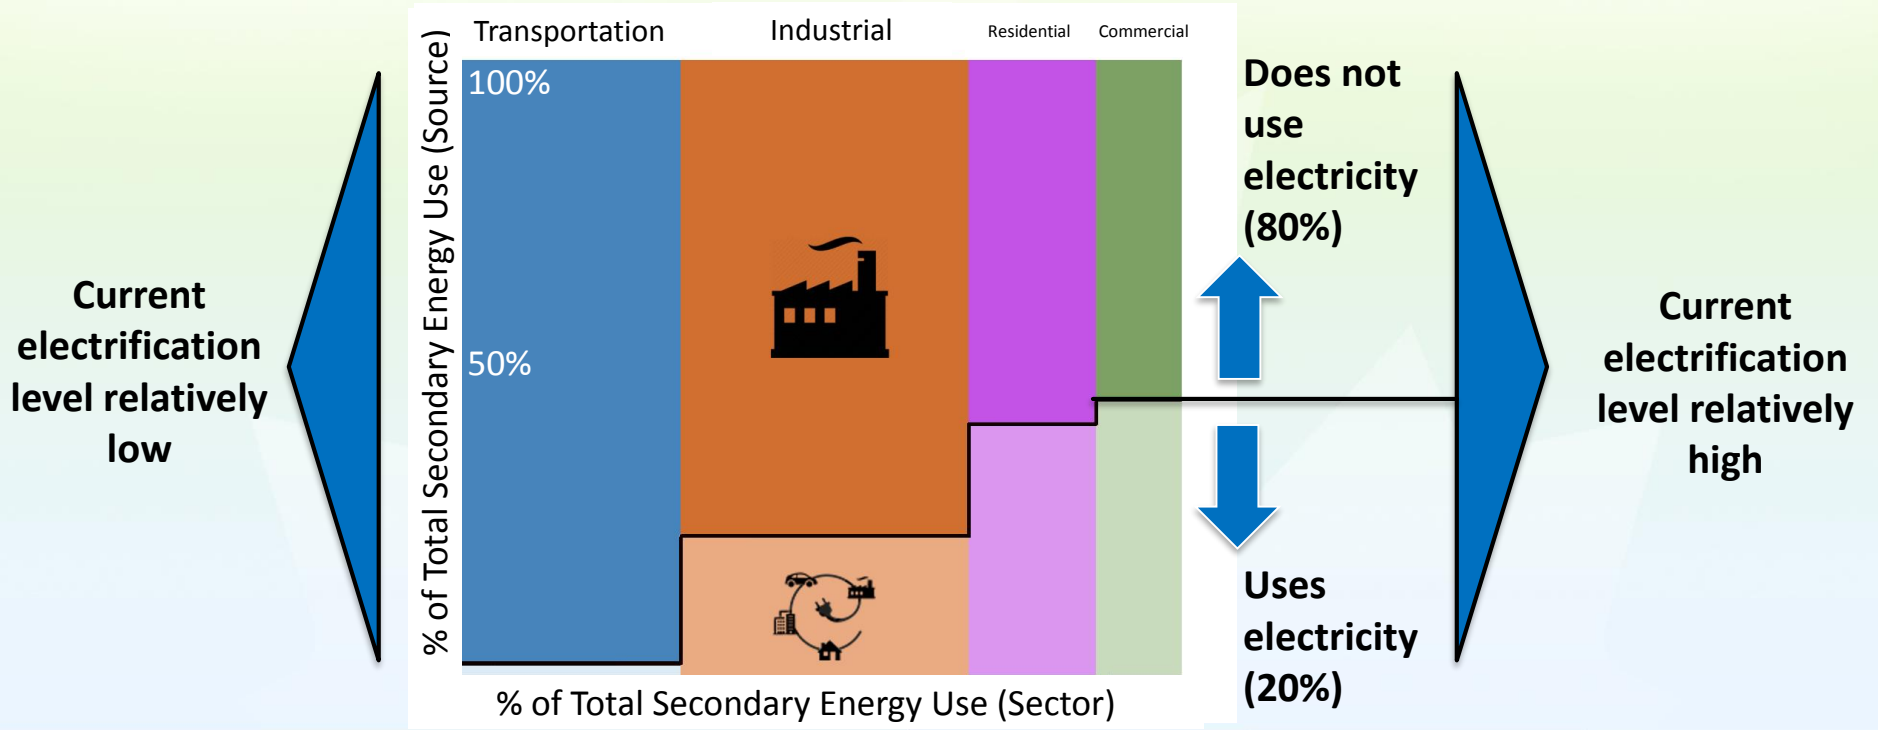 Current
electrification
level relatively
low
% of Total Secondary Energy Use (Source)
Transportation
Industrial
Residential
Commercial
100%
50%
% of Total Secondary Energy Use (Sector)
Does not
use
electricity
(80%)
Uses
electricity
(20%)
Current
electrification
level relatively
high